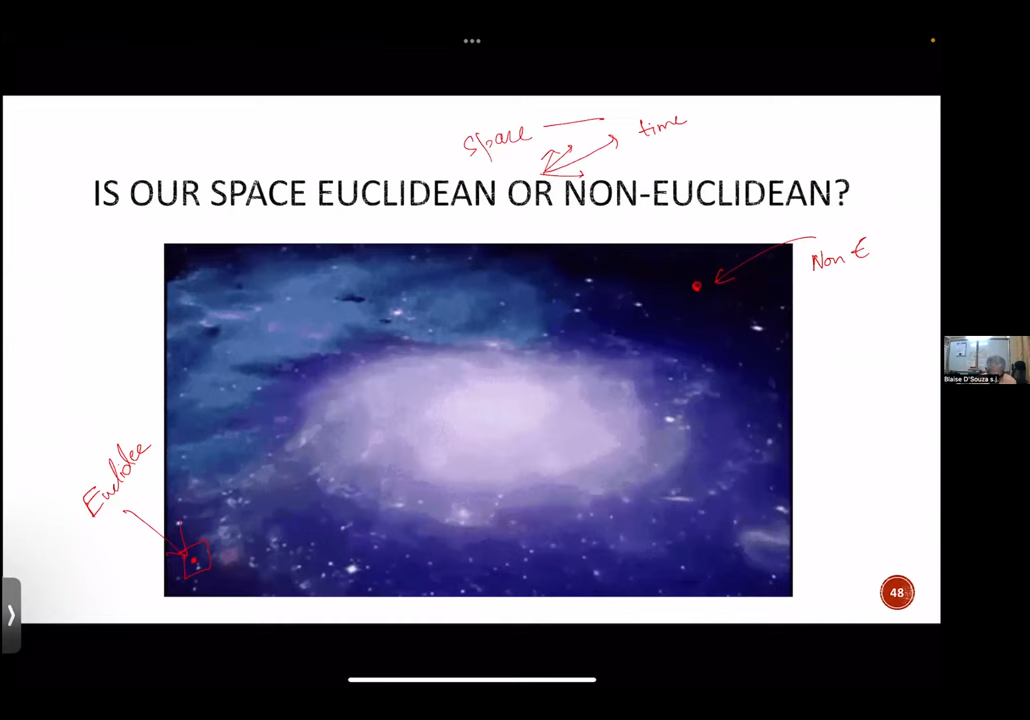 space time
IS OUR SPACE EUCLIDEAN OR NON-EUCLIDEAN?
Non E
Euclidee
48
Blaise D'Souza s.j.